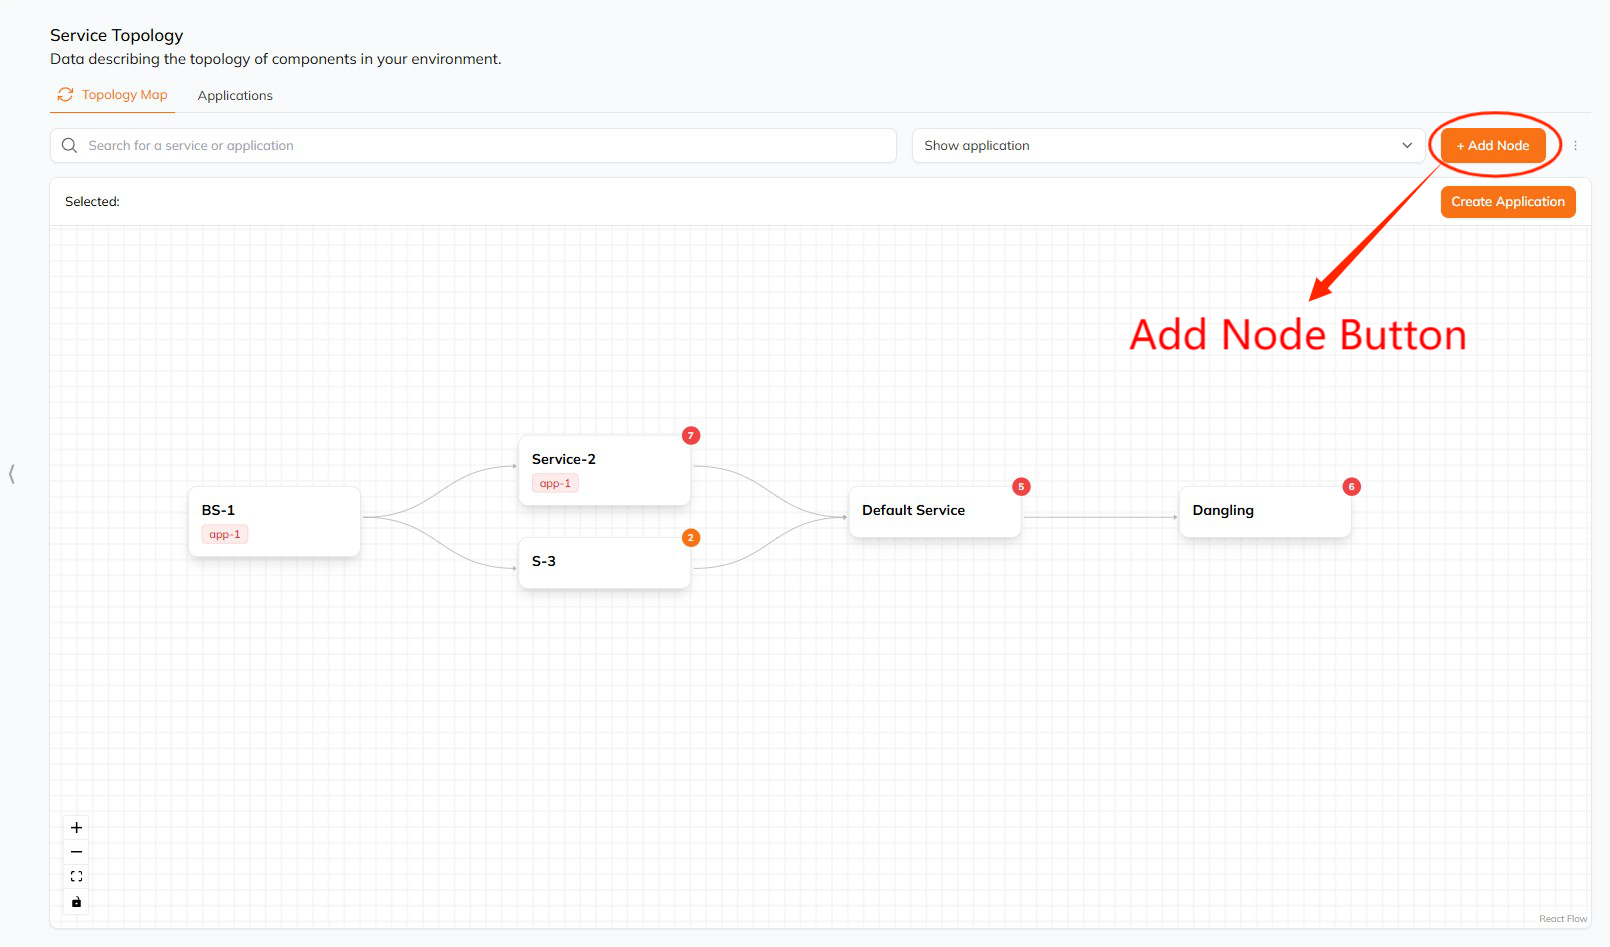 Service Topology
Data describing the topology of components in your environment.
Topology Map
Applications
Search for a service or application
Show application
+ Add Node
Selected:
Create Application
Add Node Button
7
Service-2
app-1
BS-1
app-1
5
Default Service
6
Dangling
2
S-3
React Flow